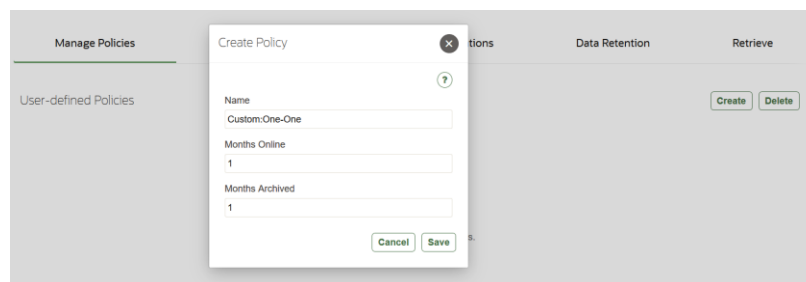 Manage Policies
Create Policy
tions
Data Retention
Retrieve
?
User-defined Policies
Create
Delete
Name
Custom:One-One
Months Online
1
Months Archived
1
Cancel
Save
s.